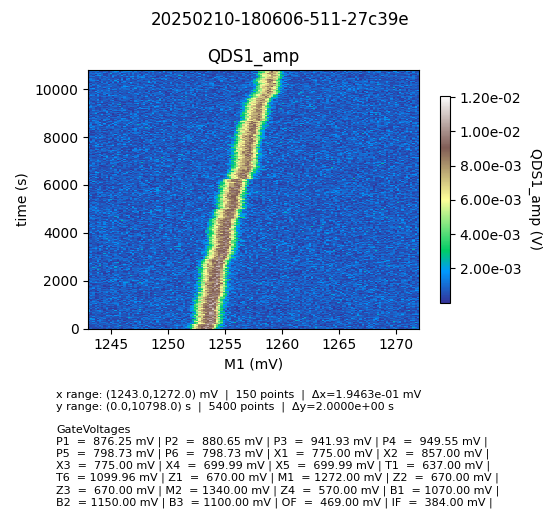 20250210-180606-511-27c39e
QDS1_amp
10000
8000
6000
4000
2000
0
time (s)
1245 1250 1255 1260 1265 1270
M1 (mV)
1.20e-02
1.00e-02
8.00e-03
6.00e-03
4.00e-03
2.00e-03
QDS1_amp (V)
x range: (1243.0,1272.0) mV | 150 points | Δx=1.9463e-01 mV
y range: (0.0,10798.0) s | 5400 points | Δy=2.0000e+00 s
GateVoltages
P1 = 876.25 mV | P2 = 880.65 mV | P3 = 941.93 mV | P4 = 949.55 mV |
P5 = 798.73 mV | P6 = 798.73 mV | X1 = 775.00 mV | X2 = 857.00 mV |
X3 = 775.00 mV | X4 = 699.99 mV | X5 = 699.99 mV | T1 = 637.00 mV |
T6 = 1099.96 mV | Z1 = 670.00 mV | M1 = 1272.00 mV | Z2 = 670.00 mV |
Z3 = 670.00 mV | M2 = 1340.00 mV | Z4 = 570.00 mV | B1 = 1070.00 mV |
B2 = 1150.00 mV | B3 = 1100.00 mV | OF = 469.00 mV | IF = 384.00 mV |